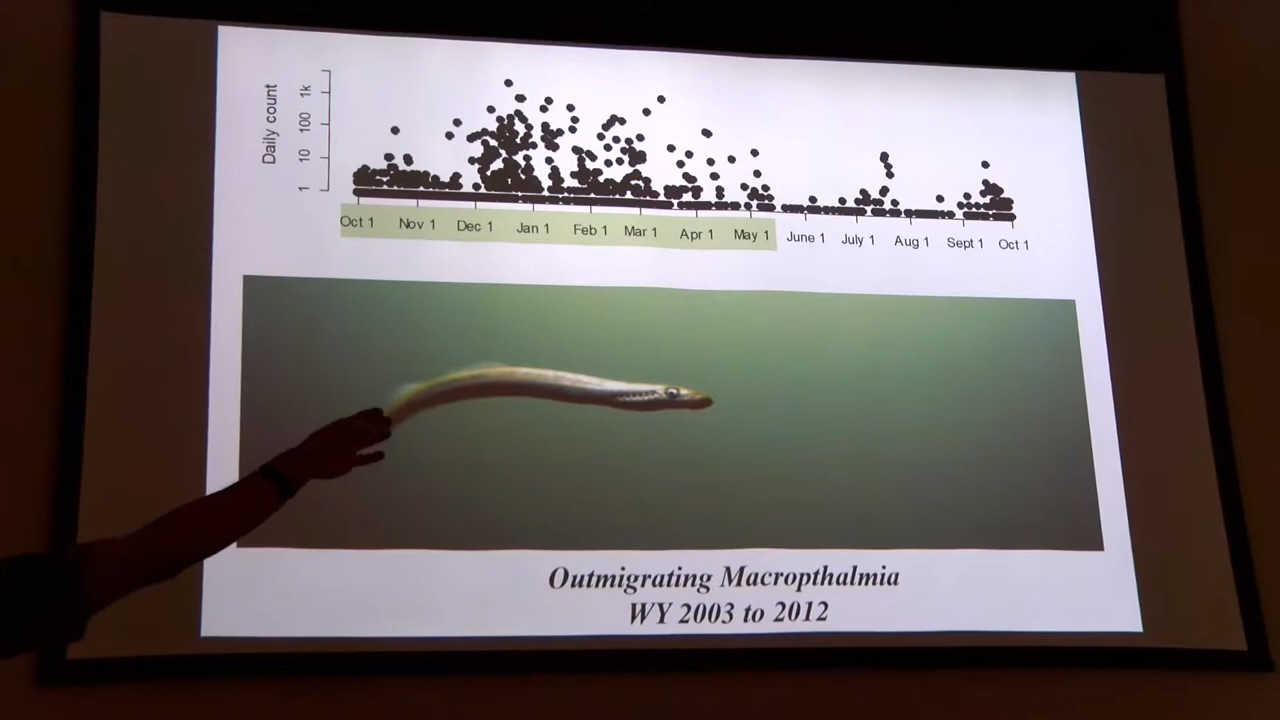 Daily count
1k
100
10
1
Oct 1 Nov 1 Dec 1 Jan 1 Feb 1 Mar 1 Apr 1 May 1 June 1 July 1 Aug 1 Sept 1 Oct 1
Outmigrating Macropthalmia
WY 2003 to 2012